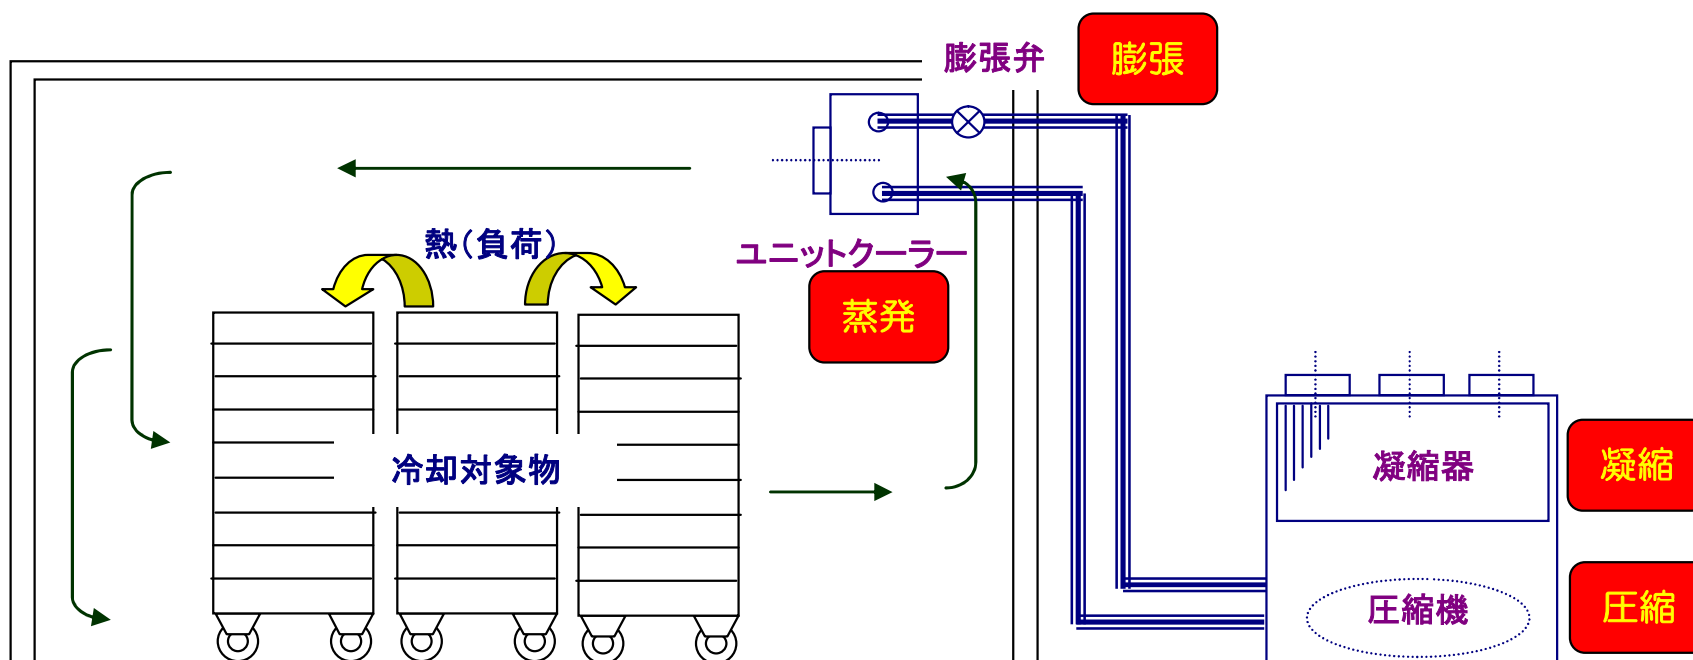 膨張弁
膨張
熱(負荷)
ユニットクーラー
蒸発
冷却対象物
凝縮器
凝縮
圧縮機
圧縮